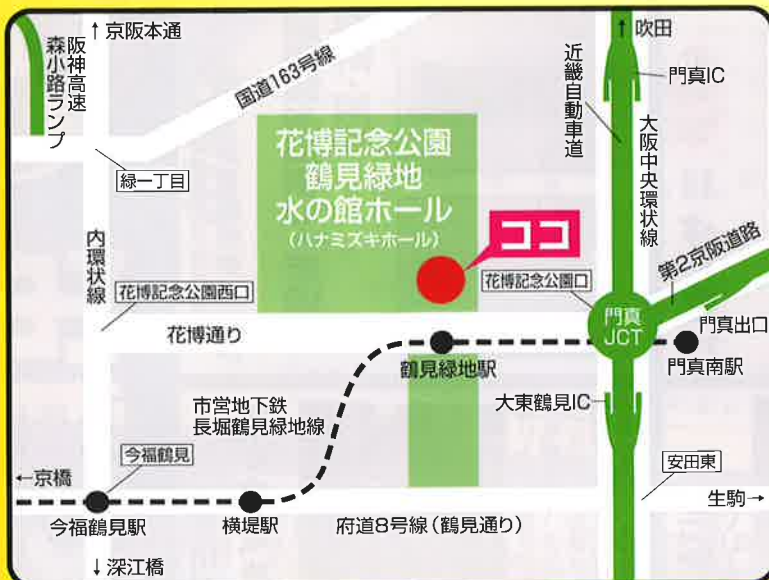 ↑京阪本通
阪神高速
森小路ランプ
国道163号線
↑吹田
近畿自動車道
門真IC
大阪中央環状線
花博記念公園
鶴見緑地
水の館ホール
（ハナミズキホール）
ココ
緑一丁目
内環状線
花博記念公園西口
花博記念公園口
第2京阪道路
門真
JCT
門真出口
花博通り
鶴見緑地駅
門真南駅
市営地下鉄
長堀鶴見緑地線
大東鶴見IC
今福鶴見
安田東
←京橋
生駒→
今福鶴見駅
横堤駅
府道8号線（鶴見通り）
↓深江橋